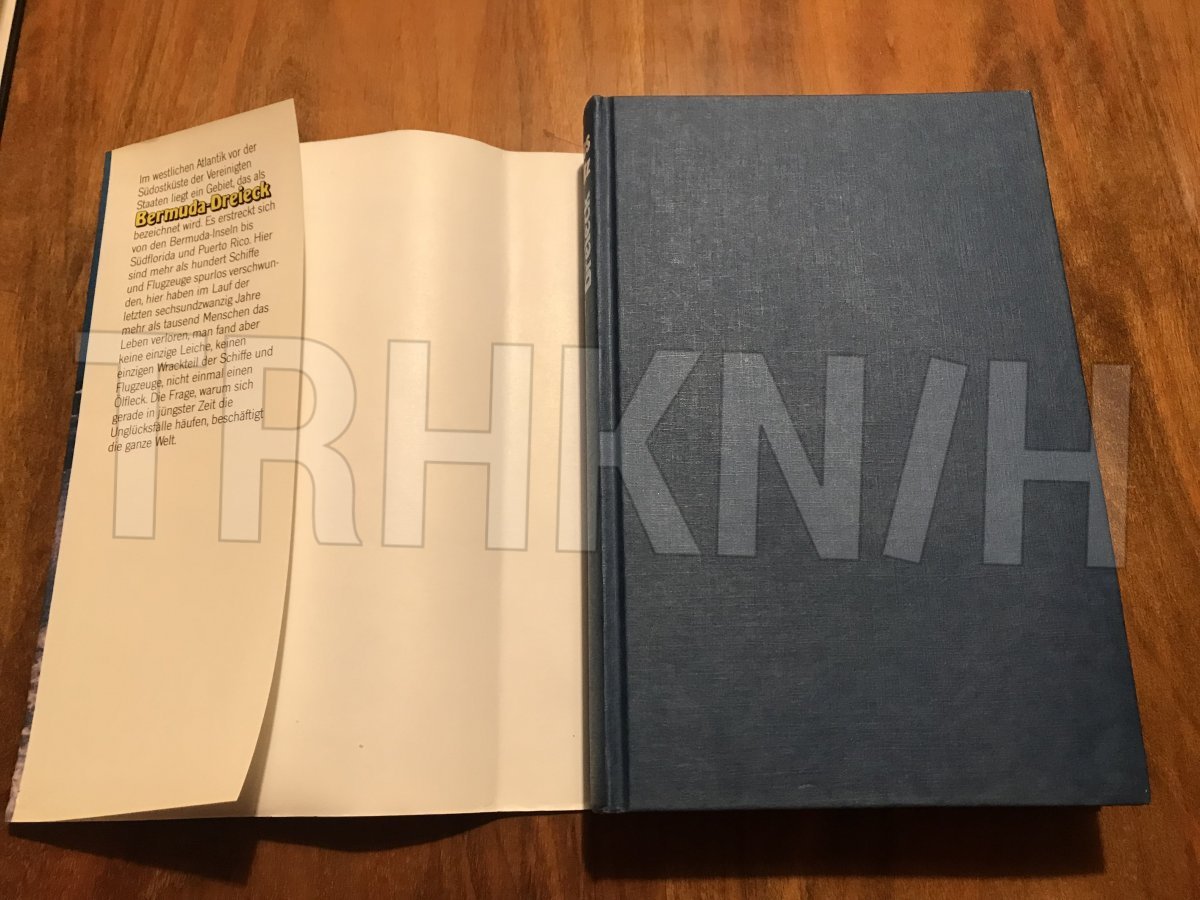 Im westlichen Atlantik vor der
Südostküste der Vereinigten
Staaten liegt ein Gebiet, das als
Bermuda-Dreieck
bezeichnet wird. Es erstreckt sich
von den Bermuda-Inseln bis
Südflorida und Puerto Rico. Hier
sind mehr als hundert Schiffe
und Flugzeuge spurlos verschwun-
den, hier haben im Lauf der
letzten sechsundzwanzig Jahre
mehr als tausend Menschen das
Leben verloren, man fand aber
keine einzige Leiche, keinen
einzigen Wrackteil der Schiffe und
Flugzeuge, nicht einmal einen
Ölfleck. Die Frage, warum sich
gerade in jüngster Zeit die
Unglücksfälle häufen, beschäftigt
die ganze Welt.
TRHKN/H